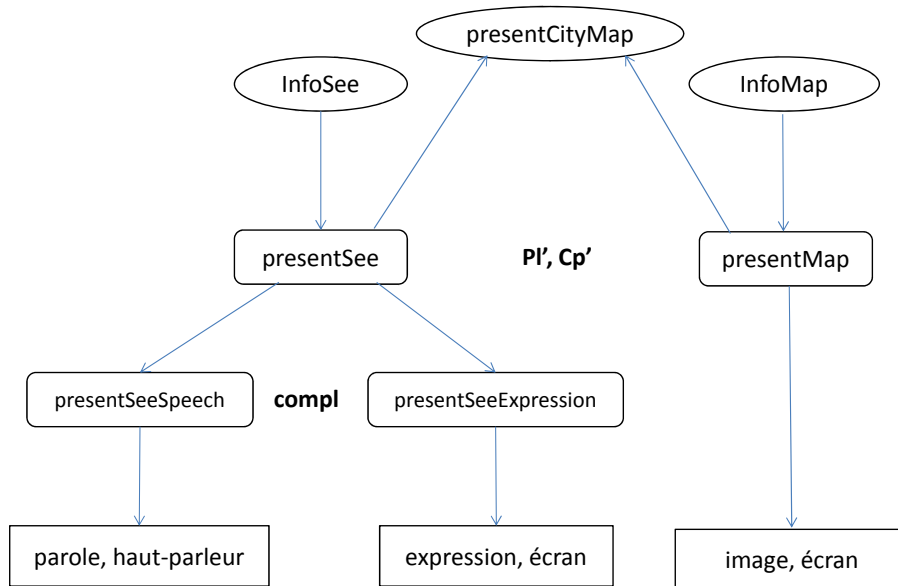 presentCityMap
InfoSee
InfoMap
presentSee
Pl’, Cp’
presentMap
presentSeeSpeech
compl
presentSeeExpression
parole, haut-parleur
expression, écran
image, écran